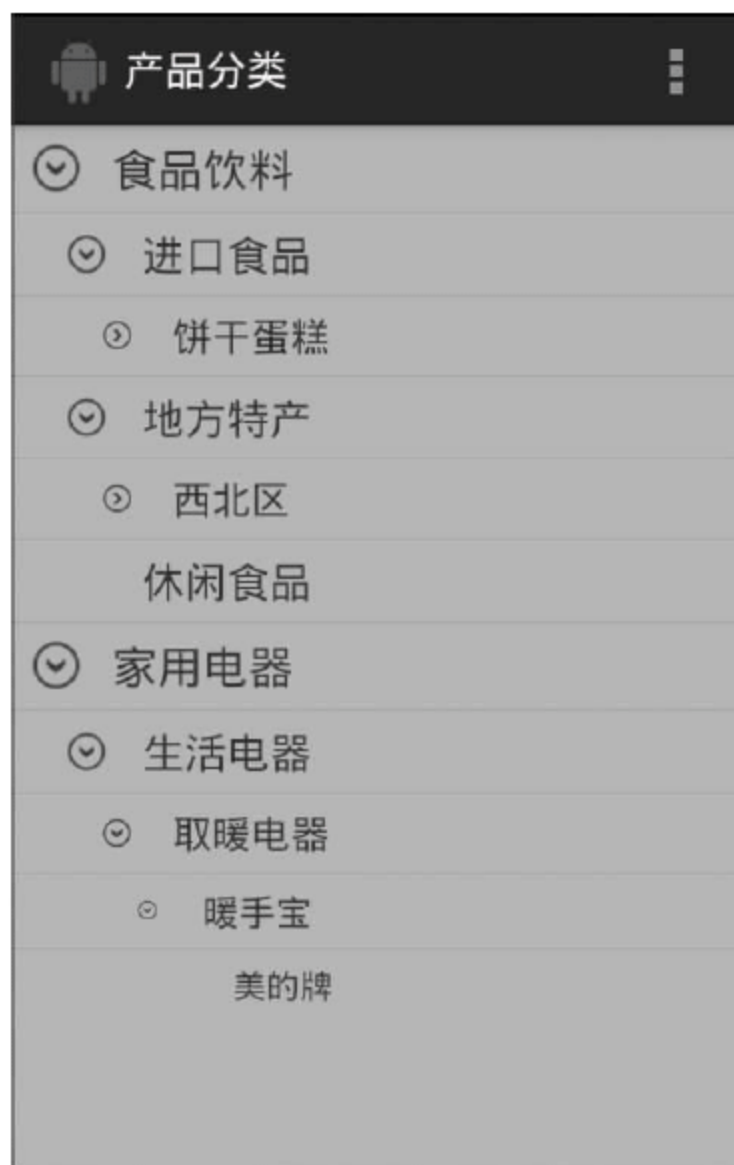 产品分类
食品饮料
进口食品
饼干蛋糕
地方特产
西北区
休闲食品
家用电器
生活电器
取暖电器
暖手宝
美的牌